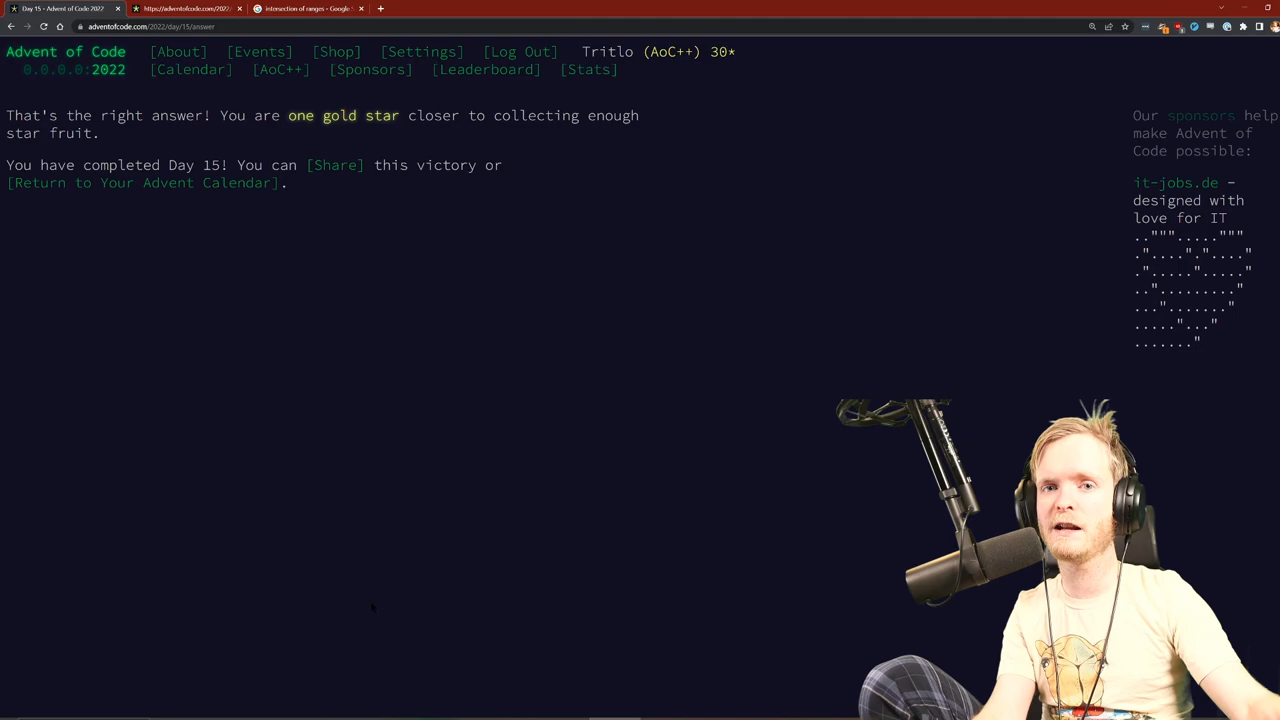 Day 15 - Advent of Code 2022
https://adventofcode.com/2022/
intersection of ranges - Google
adventofcode.com/2022/day/15/answer
Advent of Code [About] [Events] [Shop] [Settings] [Log Out] Tritlo (AoC++) 30*
0.0.0.0:2022 [Calendar] [AoC++] [Sponsors] [Leaderboard] [Stats]
That's the right answer! You are one gold star closer to collecting enough
star fruit.
You have completed Day 15! You can [Share] this victory or
[Return to Your Advent Calendar].
Our sponsors help
make Advent of
Code possible:
it-jobs.de -
designed with
love for IT
.."""....."""
."....."."...."
."....."....."
.."........."
..."......."
....."..."
......."